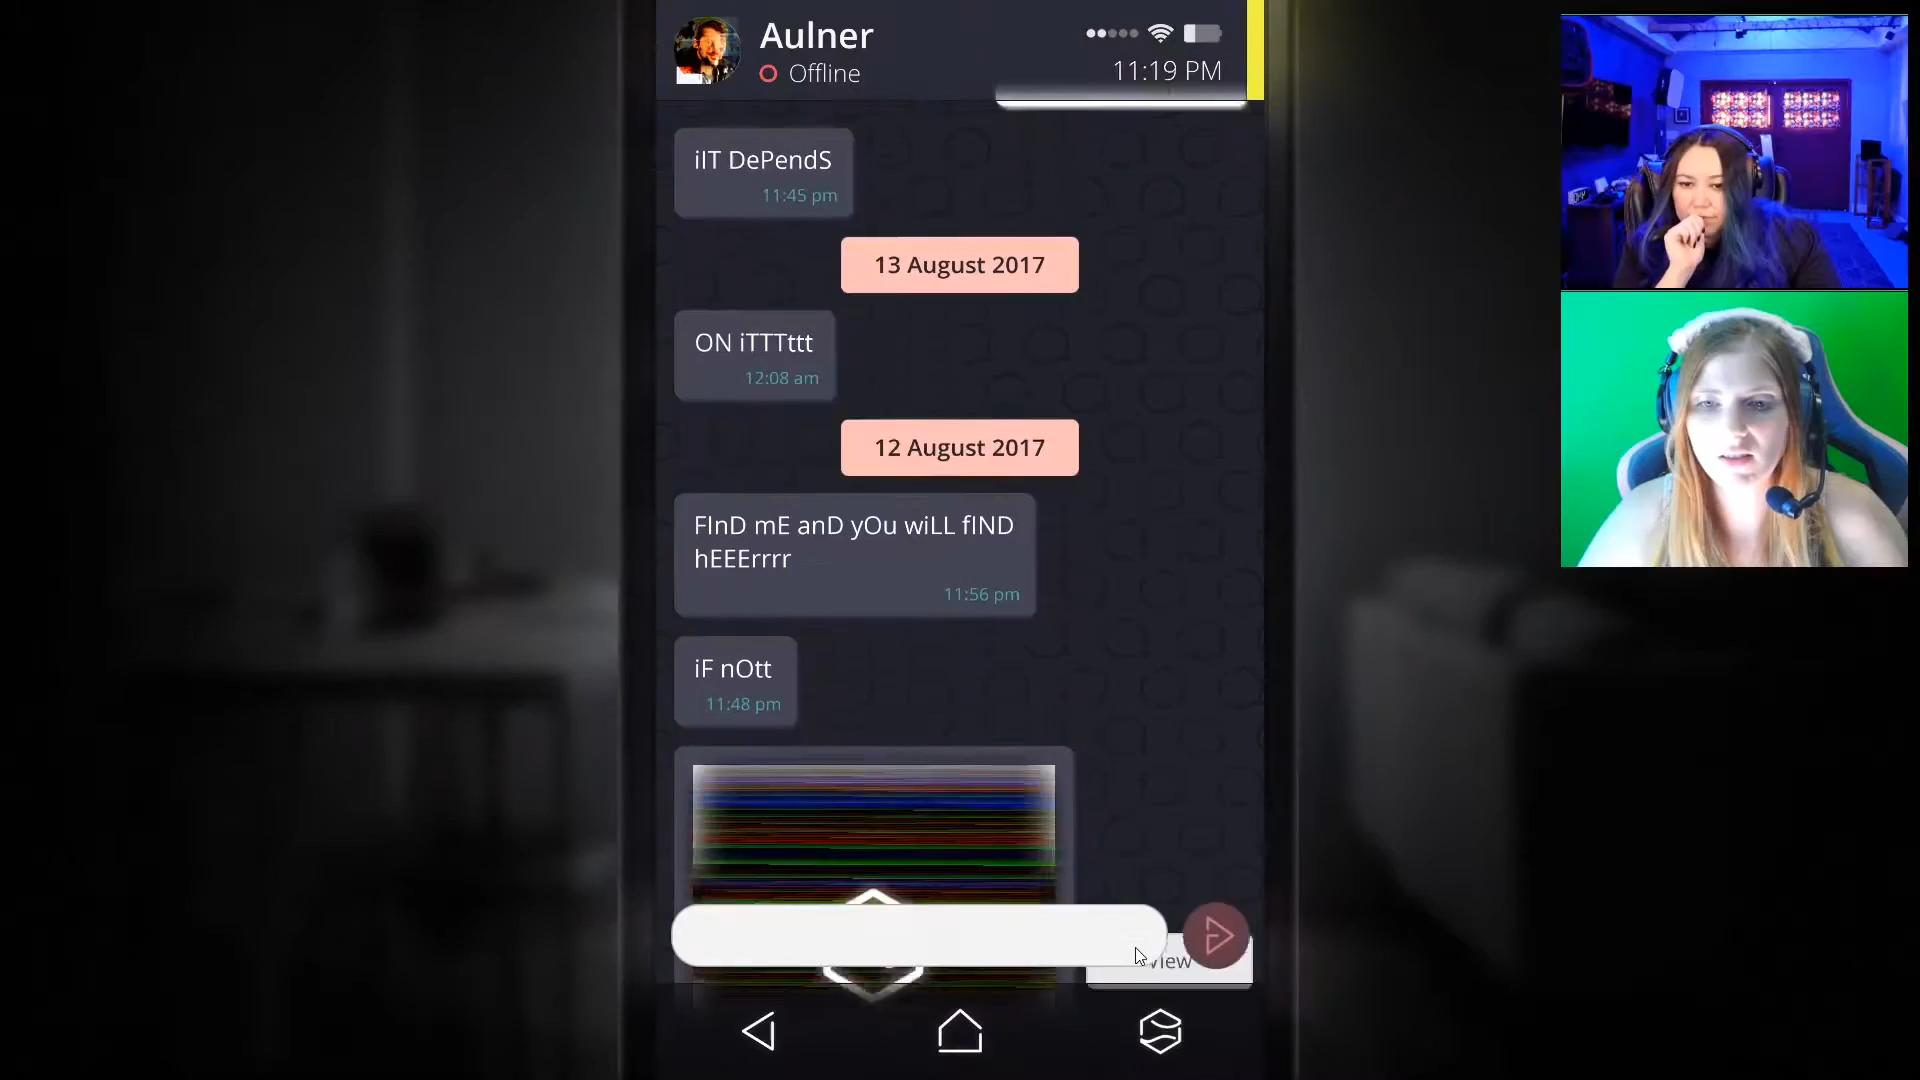 Aulner
Offline
11:19 PM
iIT DePendS
11:45 pm
13 August 2017
ON iTTTttt
12:08 am
12 August 2017
FInD mE anD yOu wiLL fIND
hEEErrrr
11:56 pm
iF nOtt
11:48 pm